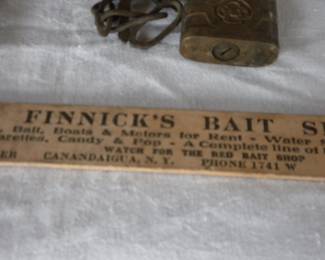 FINNICK'S BAIT
Bait, Boats & Motors for Rent - Water
Candy & Pop - A Complete line of
WATCH FOR THE RED BAIT SHOP
CANANDAIGUA, N. Y. PHONE 1741 W